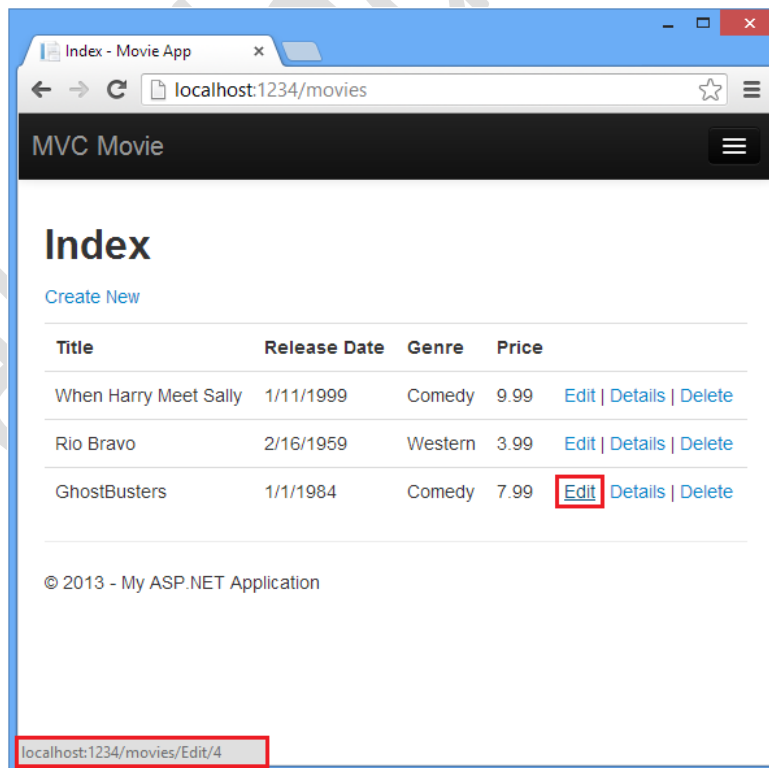 Index - Movie App
localhost:1234/movies
MVC Movie
Index
Create New
Title Release Date Genre Price
When Harry Meet Sally 1/11/1999 Comedy 9.99 Edit | Details | Delete
Rio Bravo 2/16/1959 Western 3.99 Edit | Details | Delete
GhostBusters 1/1/1984 Comedy 7.99 Edit Details | Delete
© 2013 - My ASP.NET Application
localhost:1234/movies/Edit/4